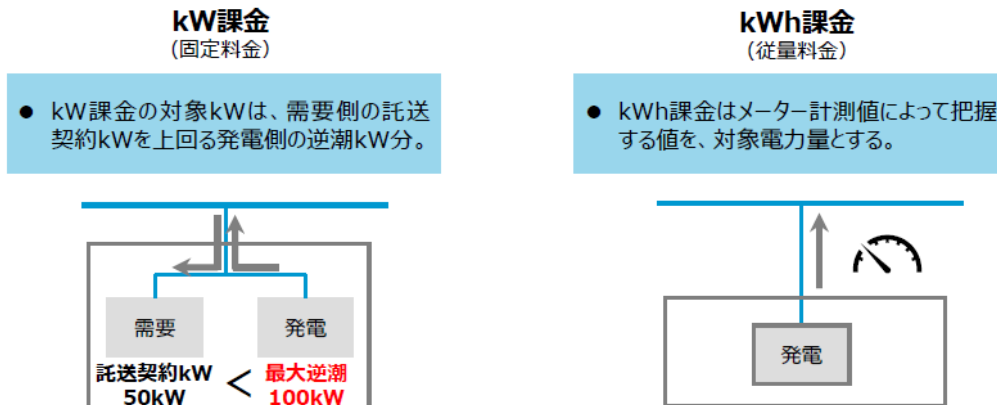 kW課金
（固定料金）
● kW課金の対象kWは、需要側の託送
契約kWを上回る発電側の逆潮kW分。
需要
発電
託送契約kW
50kW
＜
最大逆潮
100kW
kWh課金
（従量料金）
● kWh課金はメーター計測値によって把握
する値を、対象電力量とする。
発電